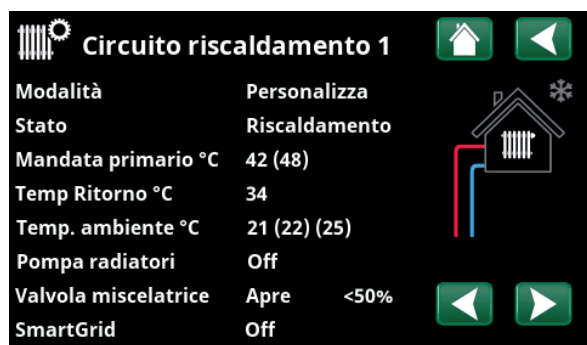 Circuito riscaldamento 1
Modalità Personalizza
Stato Riscaldamento
Mandata primario °C 42 (48)
Temp Ritorno °C 34
Temp. ambiente °C 21 (22) (25)
Pompa radiatori Off
Valvola miscelatrice Apre <50%
SmartGrid Off